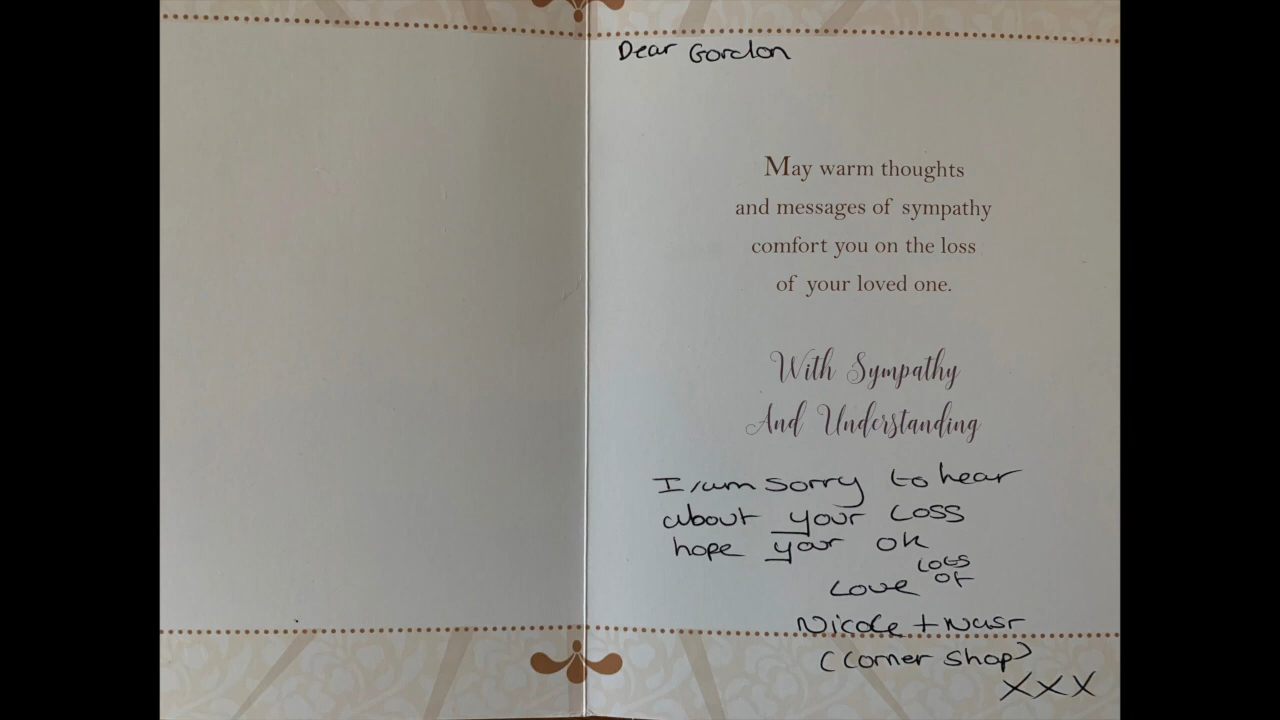 Dear Gordon
May warm thoughts
and messages of sympathy
comfort you on the loss
of your loved one.
With Sympathy
And Understanding
I am sorry to hear
about your Loss
hope your ok
Lots
of
Love
Nicole + Nasr
(Corner Shop)
XXX